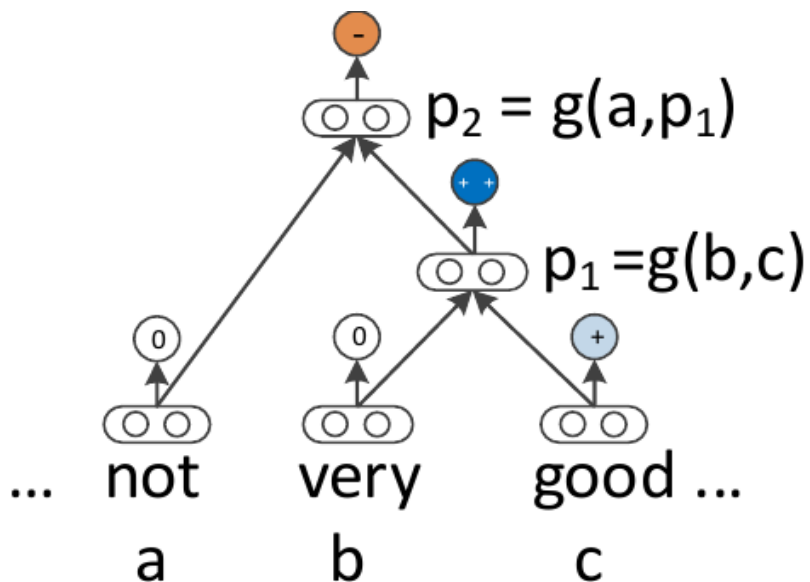 -
p₂ = g(a,p₁)
+ +
p₁ =g(b,c)
0 0 +
... not very good ...
a b c